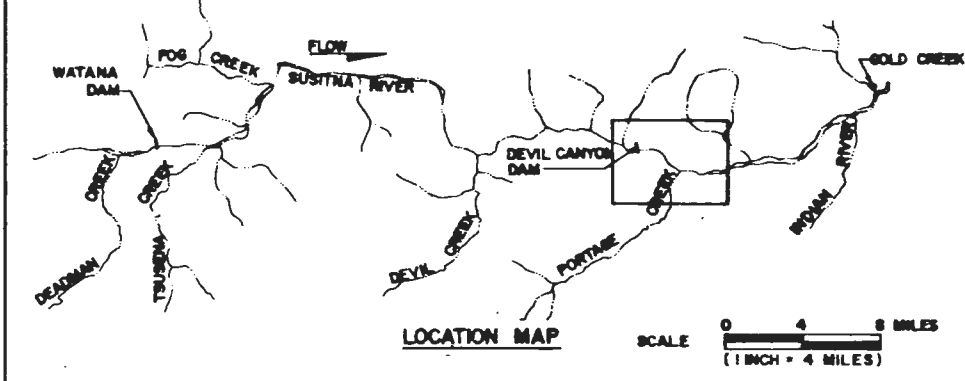 FLOW
FOG CREEK
GOLD CREEK
WATANA
DAM
SUSITNA RIVER
DEVIL CANYON
DAM
CREEK
CREEK
CREEK
RIVER
INDIAN
CREEK
DEVIL
PORTAGE
DEADMAN
TSUSENA
LOCATION MAP
SCALE
0 4 8 MILES
(1 INCH = 4 MILES)